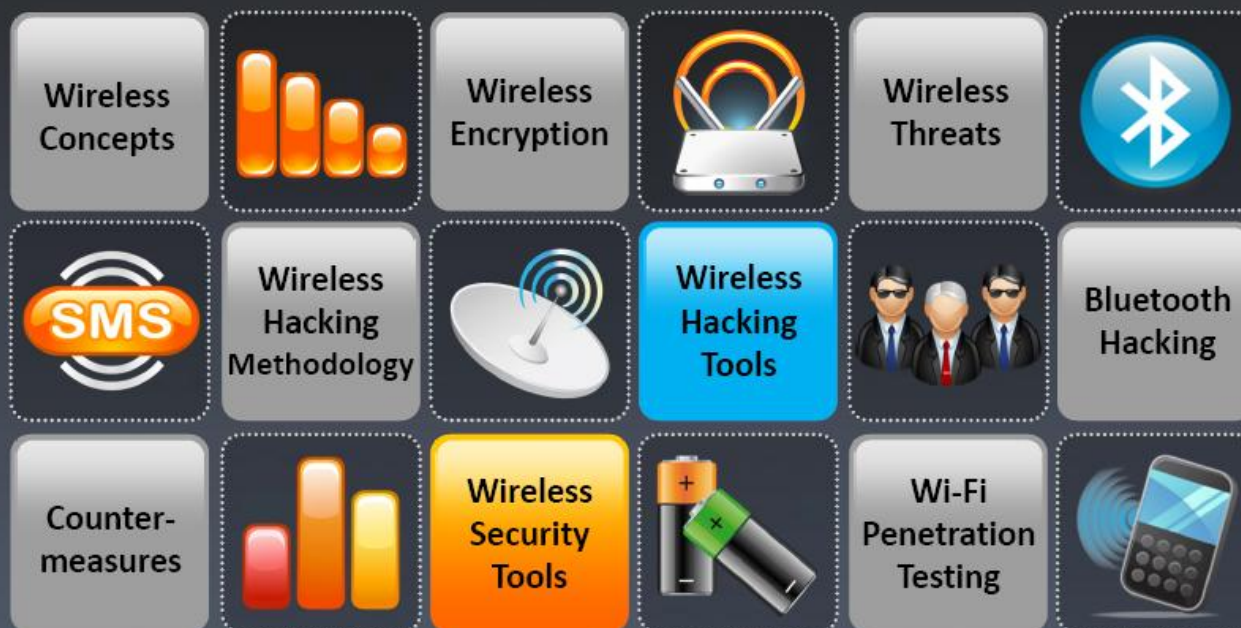 Wireless
Concepts
Wireless
Encryption
Wireless
Threats
SMS
Wireless
Hacking
Methodology
Wireless
Hacking
Tools
Bluetooth
Hacking
Counter-
measures
Wireless
Security
Tools
+
+
−
−
Wi-Fi
Penetration
Testing